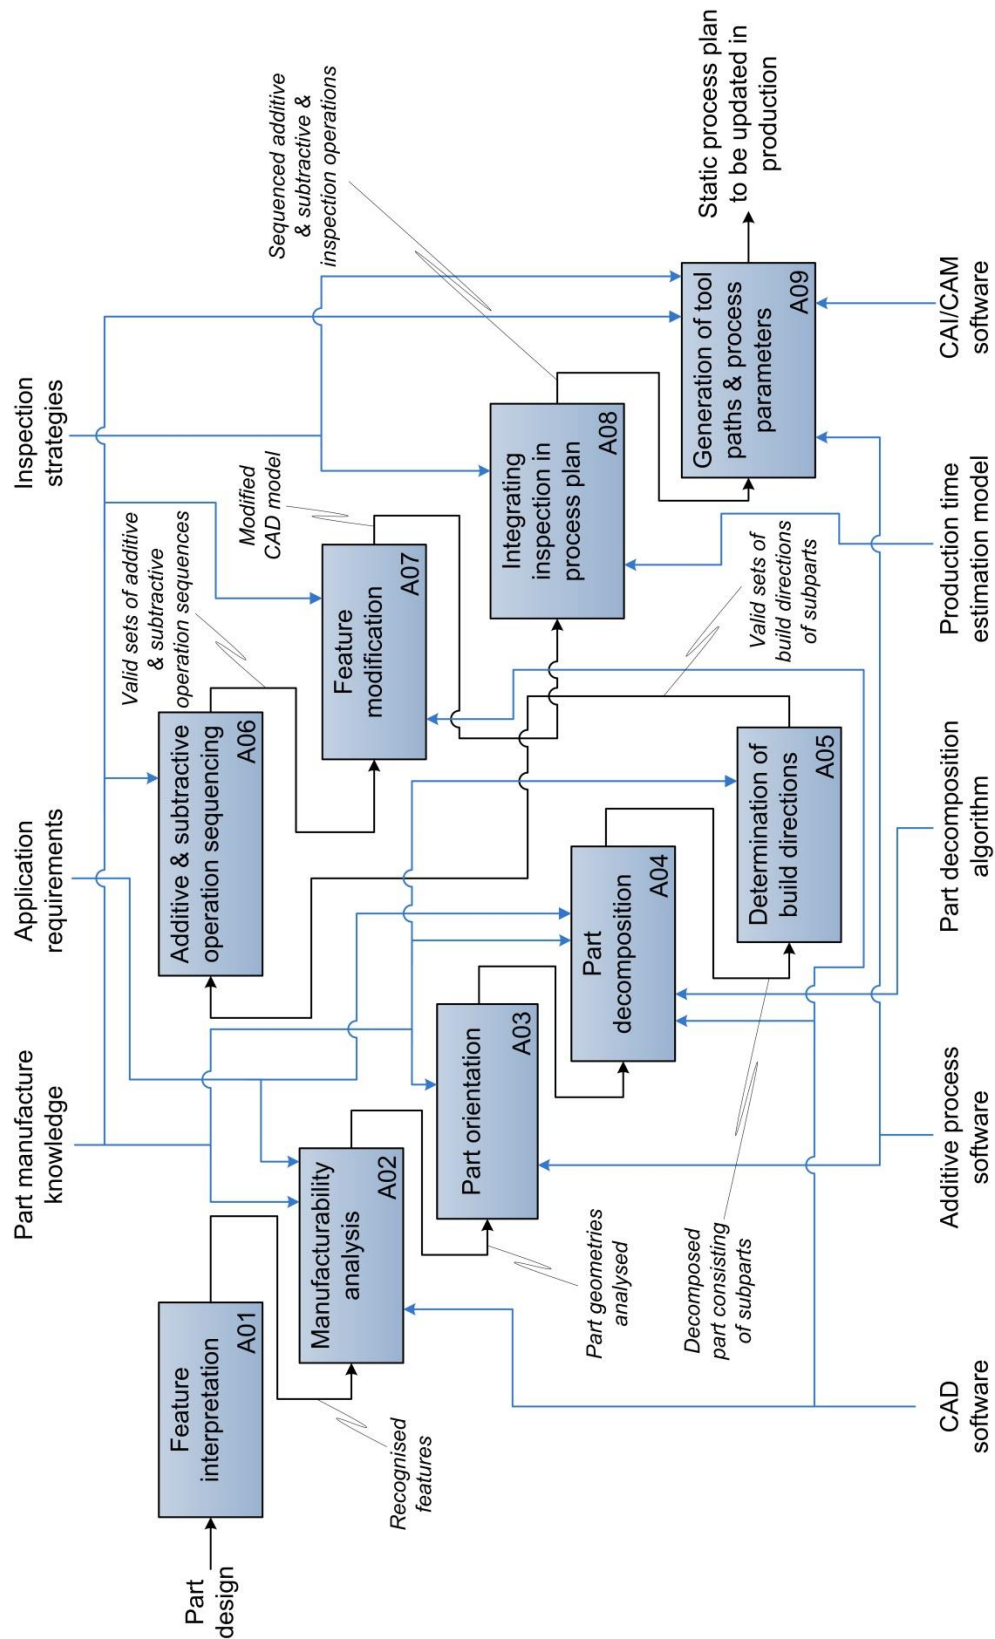 Part manufacture
knowledge
Application
requirements
Inspection
strategies
Part
design
Feature
interpretation
A01
Recognised
features
Manufacturability
analysis
A02
Part geometries
analysed
Part orientation
A03
Part
decomposition
A04
Decomposed
part consisting
of subparts
Determination of
build directions
A05
Valid sets of
build directions
of subparts
Additive & subtractive
operation sequencing
A06
Valid sets of additive
& subtractive
operation sequences
Feature
modification
A07
Modified
CAD model
Integrating
inspection in
process plan
A08
Sequenced additive
& subtractive &
inspection operations
Generation of tool
paths & process
parameters
A09
Static process plan
to be updated in
production
CAD
software
Additive process
software
Part decomposition
algorithm
Production time
estimation model
CAI/CAM
software